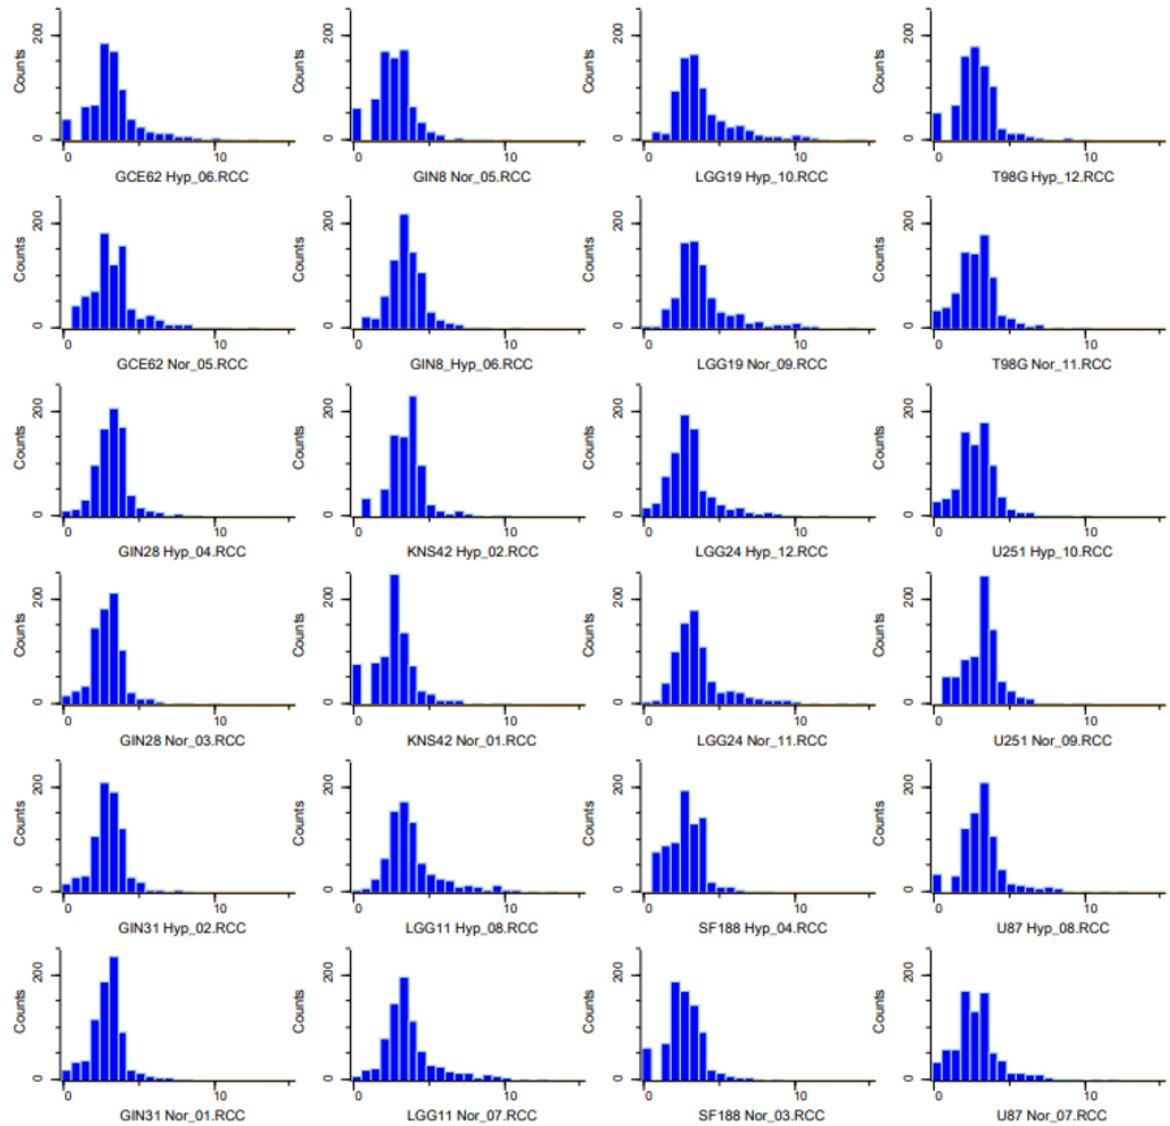 200 200 200 200
Counts Counts Counts Counts
0 0 0 0
0 10 0 10 0 10 0 10
GCE62 Hyp_06.RCC GIN8 Nor_05.RCC LGG19 Hyp_10.RCC T98G Hyp_12.RCC
200 200 200 200
Counts Counts Counts Counts
0 0 0 0
0 10 0 10 0 10 0 10
GCE62 Nor_05.RCC GIN8_Hyp_06.RCC LGG19 Nor_09.RCC T98G Nor_11.RCC
200 200 200 200
Counts Counts Counts Counts
0 0 0 0
0 10 0 10 0 10 0 10
GIN28 Hyp_04.RCC KNS42 Hyp_02.RCC LGG24 Hyp_12.RCC U251 Hyp_10.RCC
200 200 200 200
Counts Counts Counts Counts
0 0 0 0
0 10 0 10 0 10 0 10
GIN28 Nor_03.RCC KNS42 Nor_01.RCC LGG24 Nor_11.RCC U251 Nor_09.RCC
200 200 200 200
Counts Counts Counts Counts
0 0 0 0
0 10 0 10 0 10 0 10
GIN31 Hyp_02.RCC LGG11 Hyp_08.RCC SF188 Hyp_04.RCC U87 Hyp_08.RCC
200 200 200 200
Counts Counts Counts Counts
0 0 0 0
0 10 0 10 0 10 0 10
GIN31 Nor_01.RCC LGG11 Nor_07.RCC SF188 Nor_03.RCC U87 Nor_07.RCC